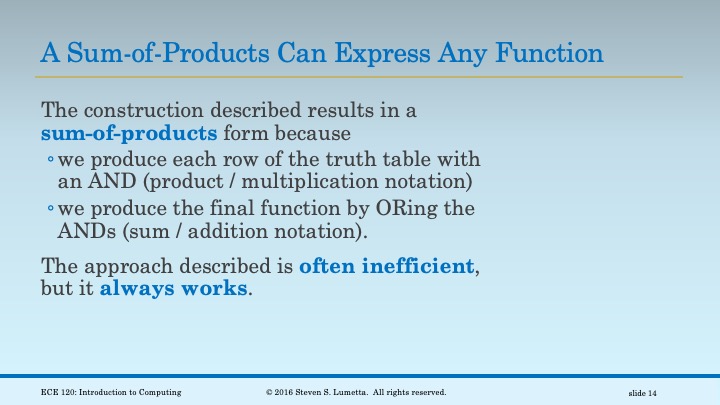 A Sum-of-Products Can Express Any Function
The construction described results in a
sum-of-products form because
◦we produce each row of the truth table with
an AND (product / multiplication notation)
◦we produce the final function by ORing the
ANDs (sum / addition notation).
The approach described is often inefficient,
but it always works.
ECE 120: Introduction to Computing
© 2016 Steven S. Lumetta.  All rights reserved.
slide 14